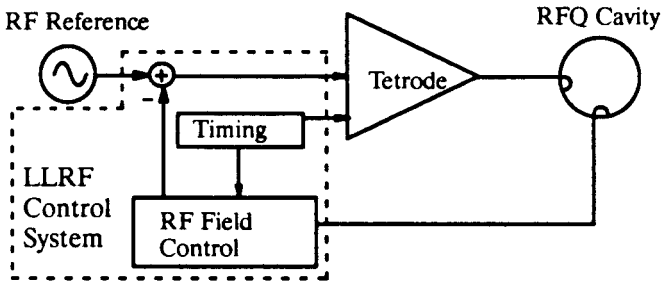 RF Reference
RFQ Cavity
+
−
Tetrode
Timing
LLRF
Control
System
RF Field
Control